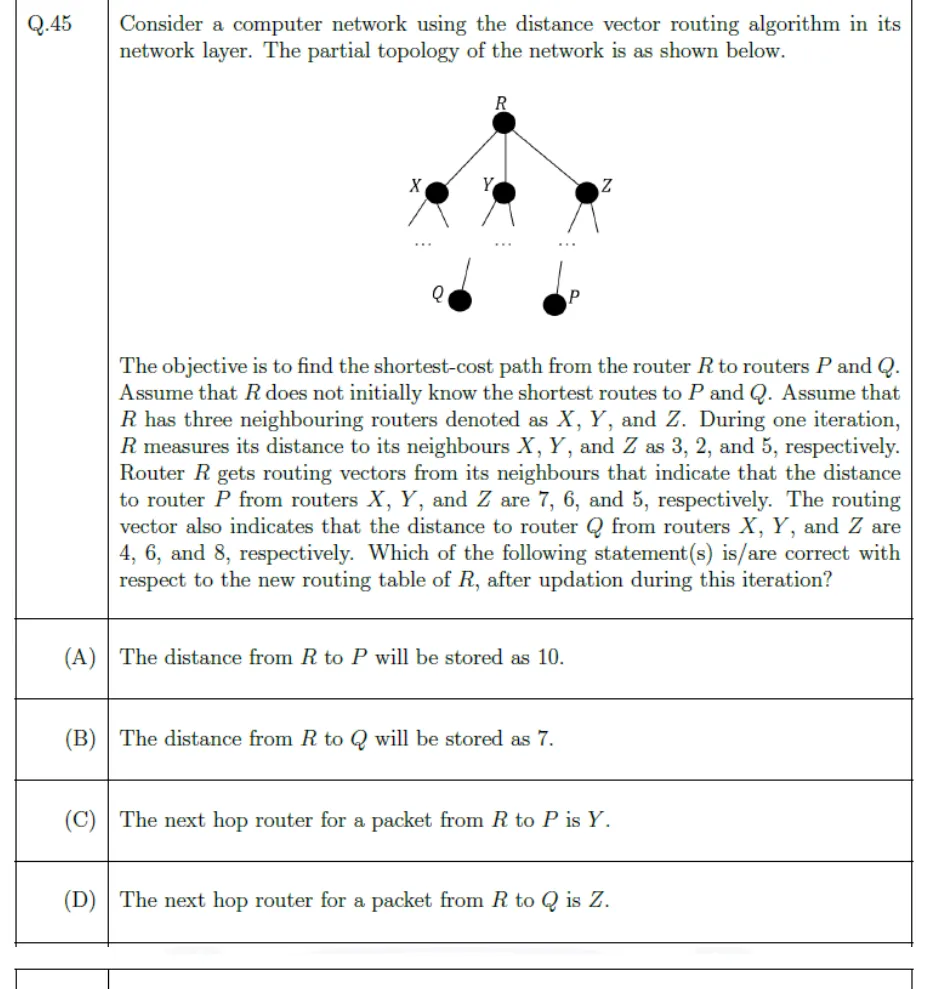 Q.45
Consider a computer network using the distance vector routing algorithm in its
network layer. The partial topology of the network is as shown below.
R
X
Y
Z
...
...
...
Q
P
The objective is to find the shortest-cost path from the router R to routers P and Q.
Assume that R does not initially know the shortest routes to P and Q. Assume that
R has three neighbouring routers denoted as X, Y, and Z. During one iteration,
R measures its distance to its neighbours X, Y, and Z as 3, 2, and 5, respectively.
Router R gets routing vectors from its neighbours that indicate that the distance
to router P from routers X, Y, and Z are 7, 6, and 5, respectively. The routing
vector also indicates that the distance to router Q from routers X, Y, and Z are
4, 6, and 8, respectively. Which of the following statement(s) is/are correct with
respect to the new routing table of R, after updation during this iteration?
(A) The distance from R to P will be stored as 10.
(B) The distance from R to Q will be stored as 7.
(C) The next hop router for a packet from R to P is Y.
(D) The next hop router for a packet from R to Q is Z.